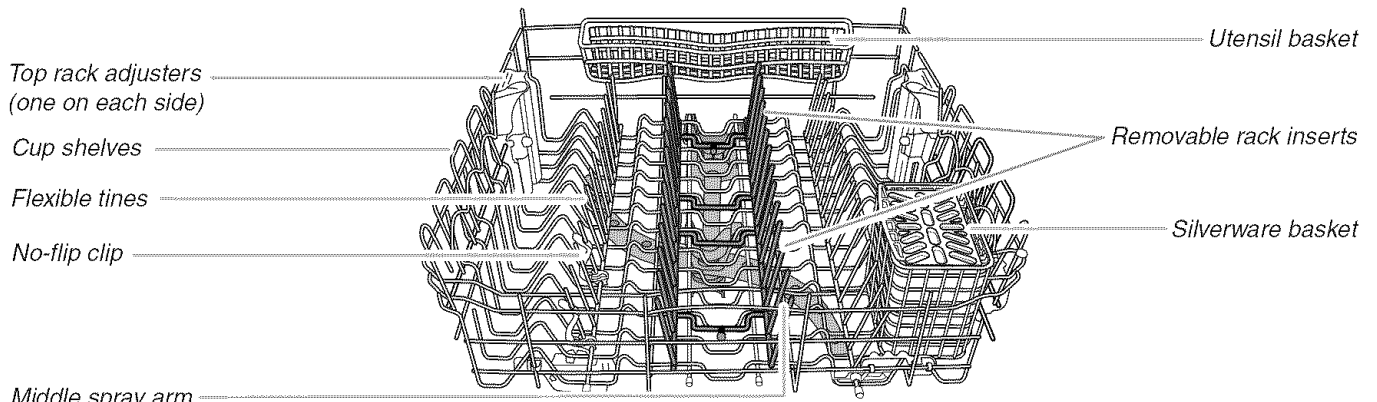 Utensil basket
Top rack adjusters
(one on each side)
Removable rack inserts
Cup shelves
Flexible tines
Silverware basket
No-flip clip
Middle spray arm